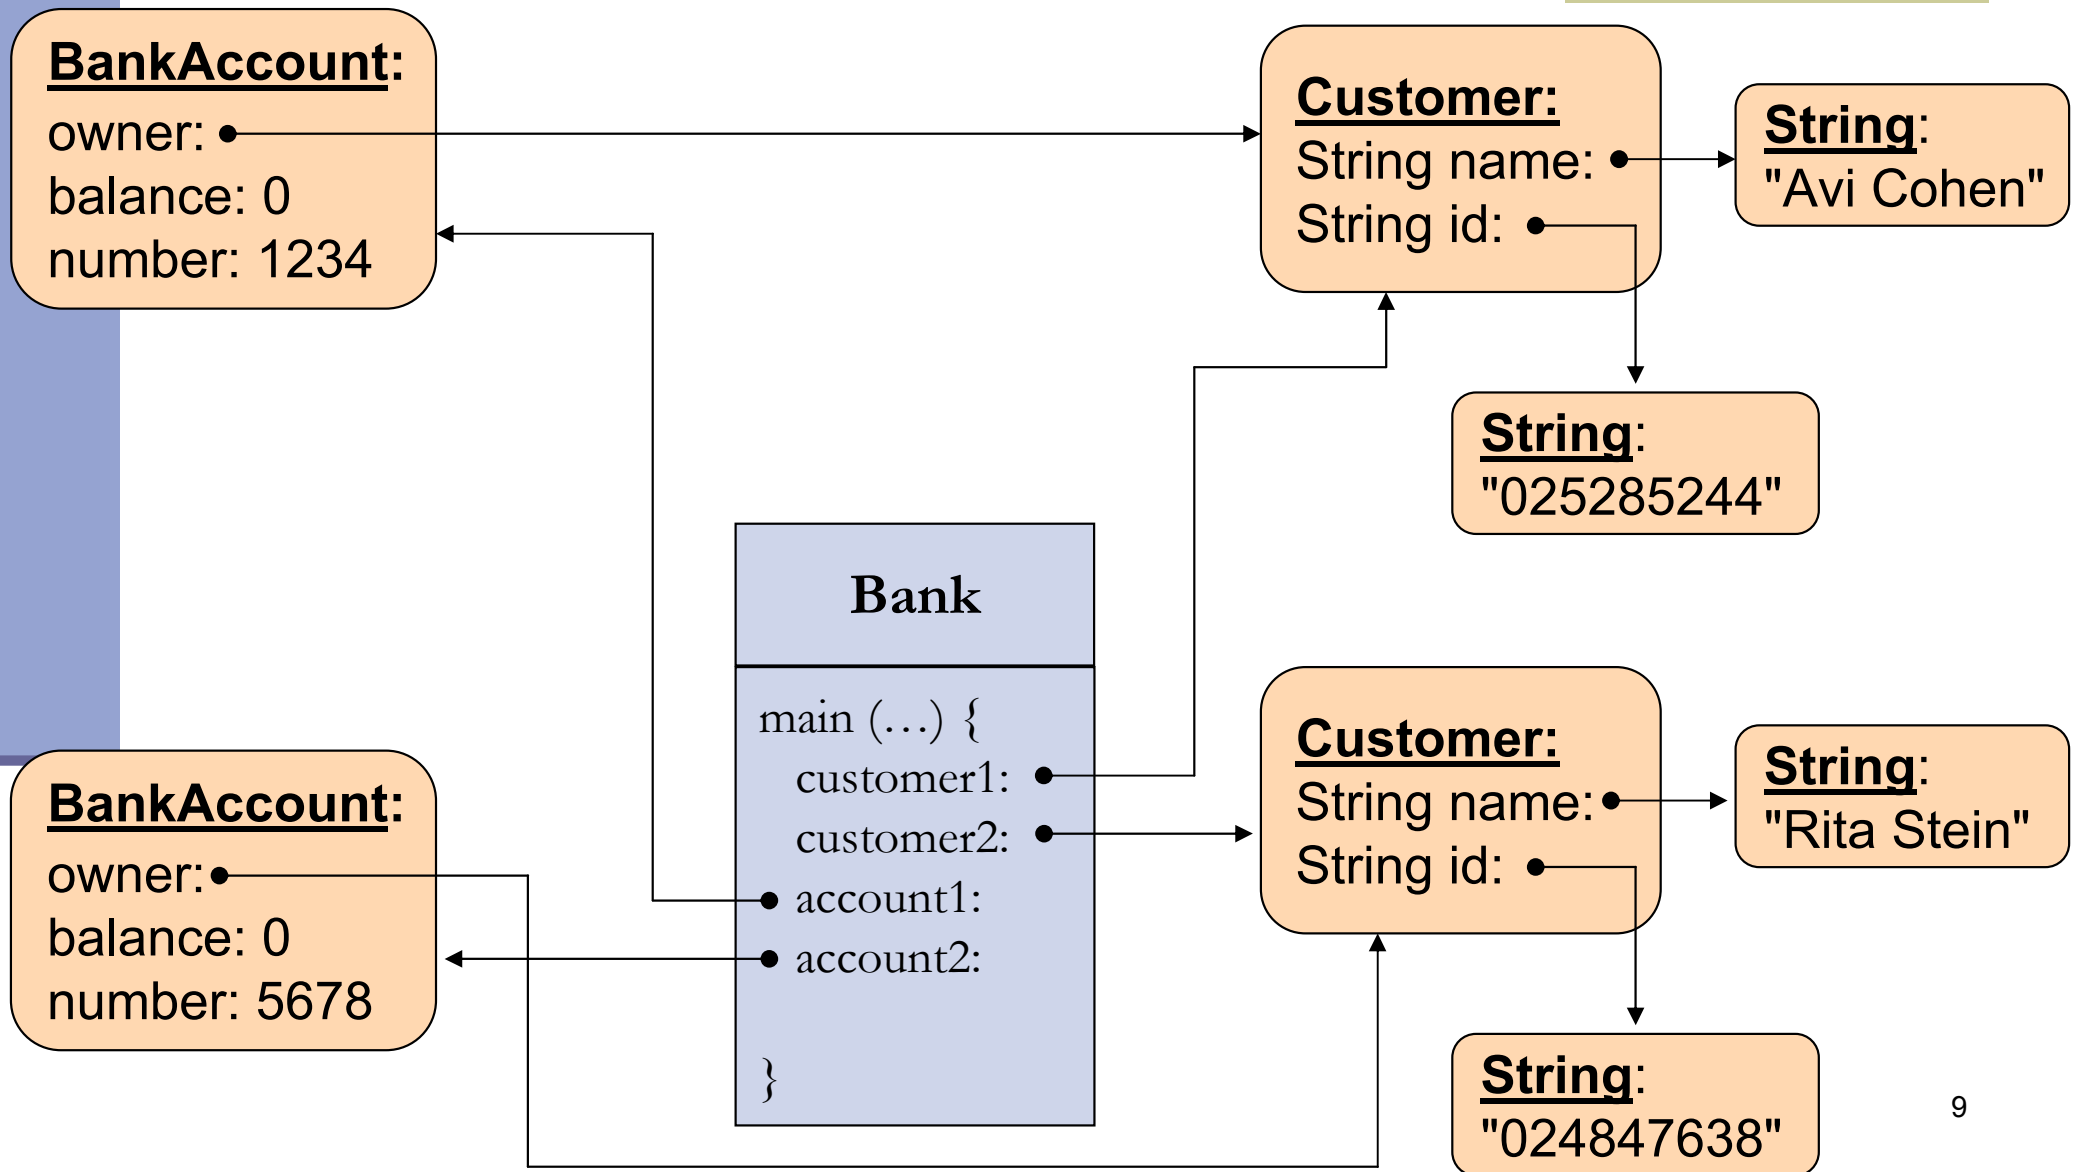 BankAccount:
owner:
balance: 0
number: 1234
Customer:
String name:
String id:
String:
"Avi Cohen"
String:
"025285244"
Bank
main (…) {
customer1:
customer2:
account1:
account2:
}
BankAccount:
owner:
balance: 0
number: 5678
Customer:
String name:
String id:
String:
"Rita Stein"
String:
"024847638"
9